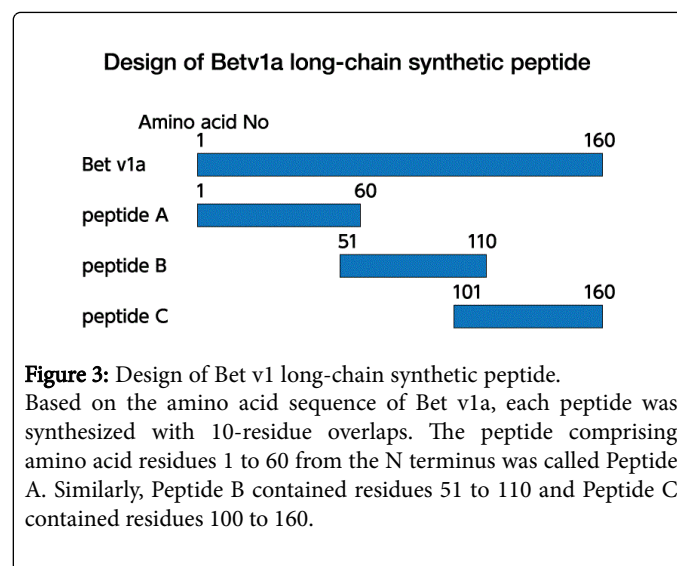 Design of Betv1a long-chain synthetic peptide
Amino acid No
1 160
Bet v1a
1 60
peptide A
51 110
peptide B
101 160
peptide C
Figure 3: Design of Bet v1 long-chain synthetic peptide.
Based on the amino acid sequence of Bet v1a, each peptide was
synthesized with 10-residue overlaps. The peptide comprising
amino acid residues 1 to 60 from the N terminus was called Peptide
A. Similarly, Peptide B contained residues 51 to 110 and Peptide C
contained residues 100 to 160.